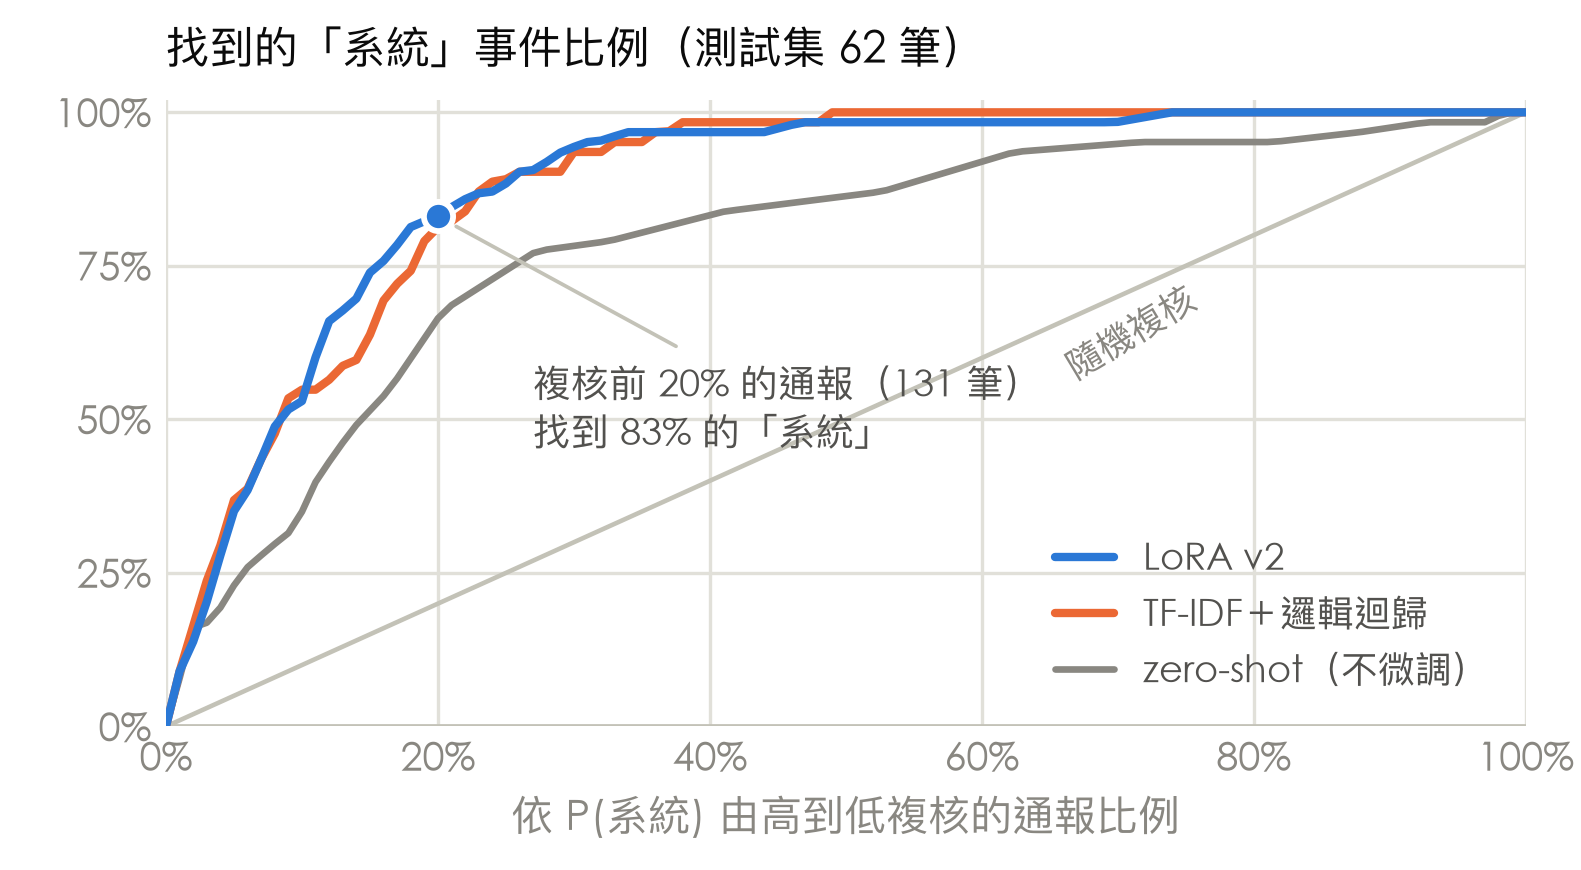 找到的「系統」事件比例（測試集 62 筆）
100%
75%
50%
25%
0%
隨機複核
複核前 20% 的通報（131 筆）
找到 83% 的「系統」
LoRA v2
TF-IDF＋邏輯迴歸
zero-shot（不微調）
0%
20%
40%
60%
80%
100%
依 P(系統) 由高到低複核的通報比例